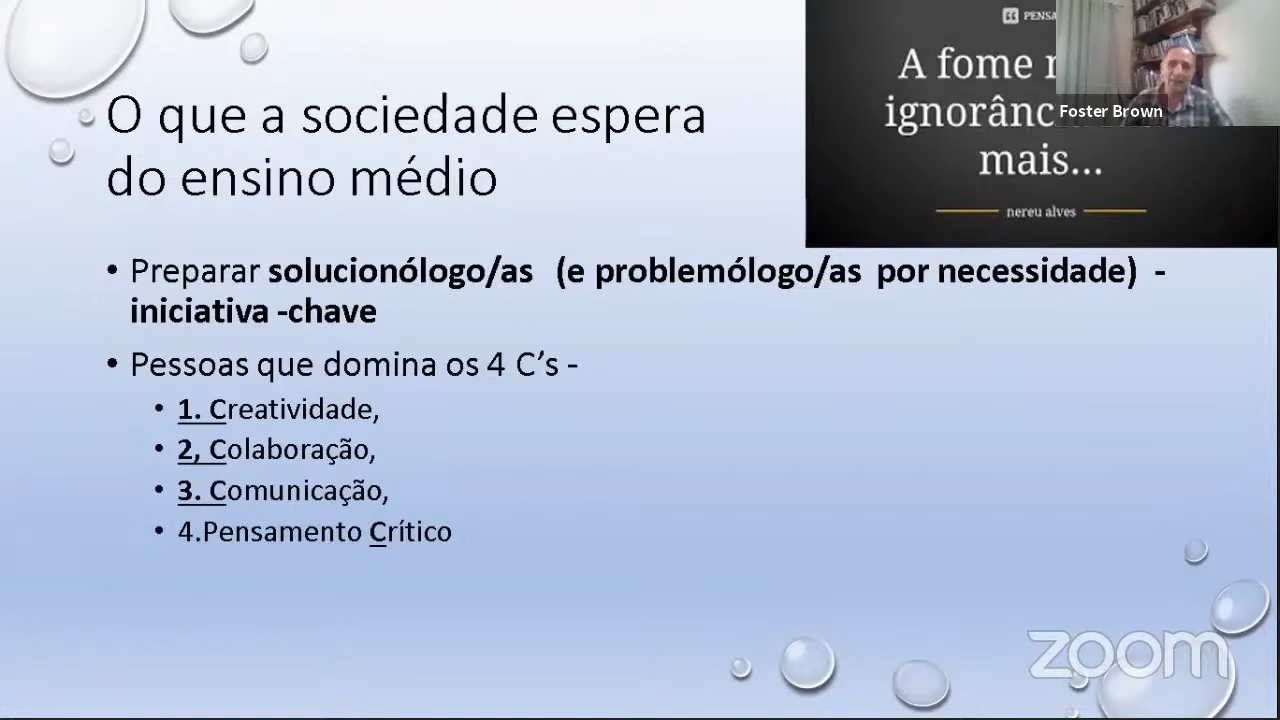 O que a sociedade espera
do ensino médio
• Preparar solucionólogo/as (e problemólogo/as por necessidade) -
iniciativa -chave
• Pessoas que domina os 4 C’s -
• 1. Creatividade,
• 2, Colaboração,
• 3. Comunicação,
• 4.Pensamento Crítico
A fome
mais...
nereu alves
Foster Brown
zoom